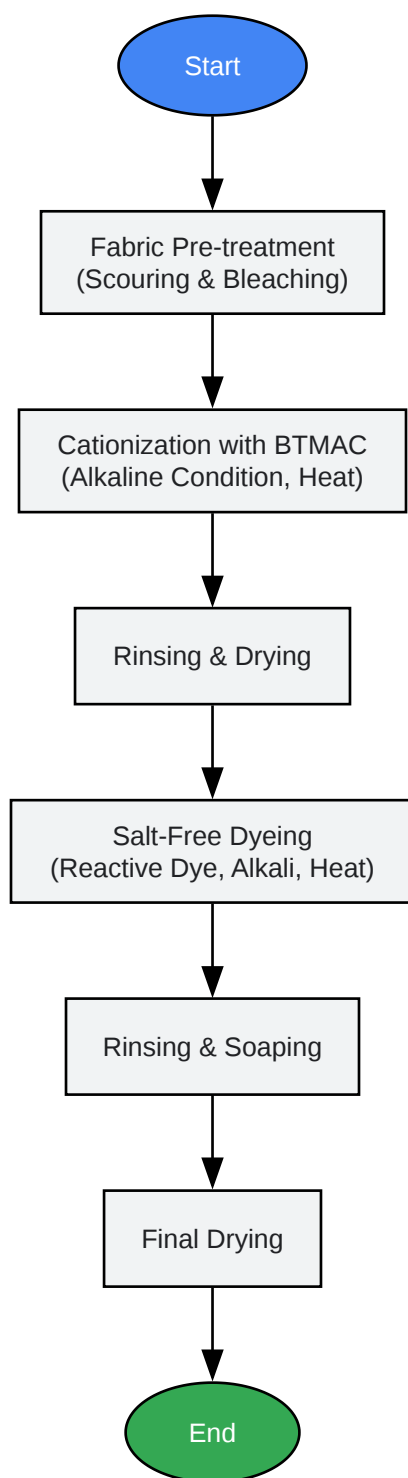 Start
Fabric Pre-treatment
(Scouring & Bleaching)
Cationization with BTMAC
(Alkaline Condition, Heat)
Rinsing & Drying
Salt-Free Dyeing
(Reactive Dye, Alkali, Heat)
Rinsing & Soaping
Final Drying
End